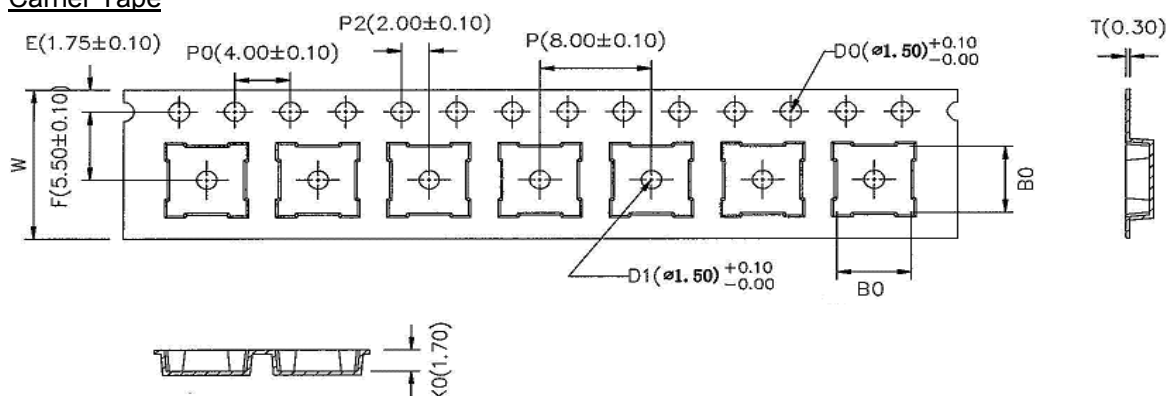 Carrier Tape
P2(2.00±0.10)
E(1.75±0.10)
P0(4.00±0.10)
P(8.00±0.10)
D0(⌀1.50) +0.10 -0.00
T(0.30)
W
F(5.50±0.10)
B0
D1(⌀1.50) +0.10 -0.00
B0
K0(1.70)